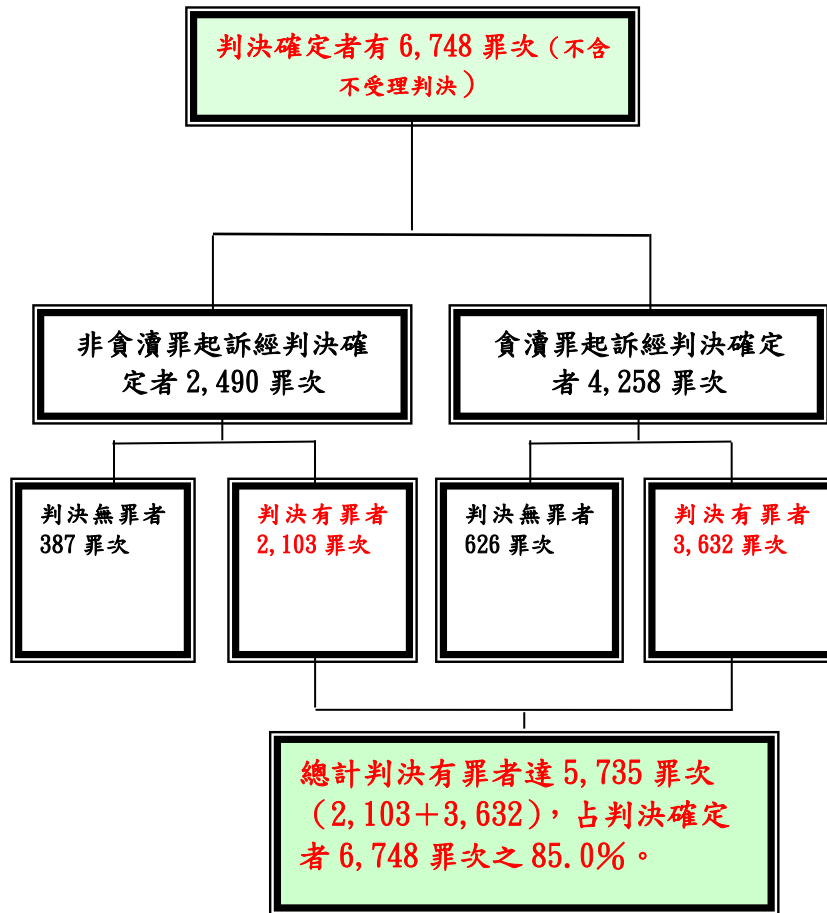 判決確定者有 6,748 罪次（不含
不受理判決）
非貪瀆罪起訴經判決確
定者 2,490 罪次
貪瀆罪起訴經判決確定
者 4,258 罪次
判決無罪者
387 罪次
判決有罪者
2,103 罪次
判決無罪者
626 罪次
判決有罪者
3,632 罪次
總計判決有罪者達 5,735 罪次
（2,103＋3,632），占判決確定
者 6,748 罪次之 85.0％。